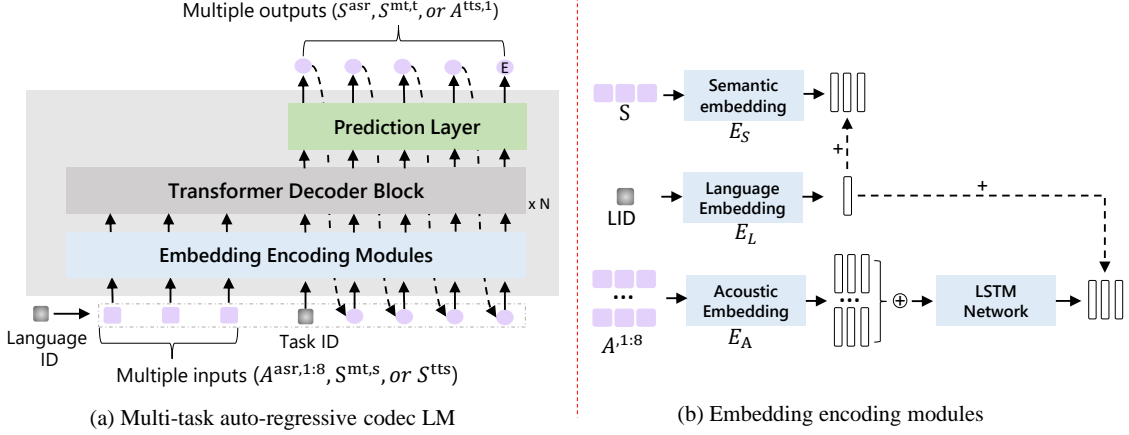 Multiple outputs (S^asr, S^mt,t, or A^tts,1)
E
Prediction Layer
Transformer Decoder Block
x N
Embedding Encoding Modules
Language
ID
Task ID
Multiple inputs (A^asr,1:8, S^mt,s, or S^tts)
(a) Multi-task auto-regressive codec LM
S
Semantic
embedding
E_S
+
LID
Language
Embedding
E_L
+
...
A^,1:8
Acoustic
Embedding
E_A
...
⊕
LSTM
Network
(b) Embedding encoding modules